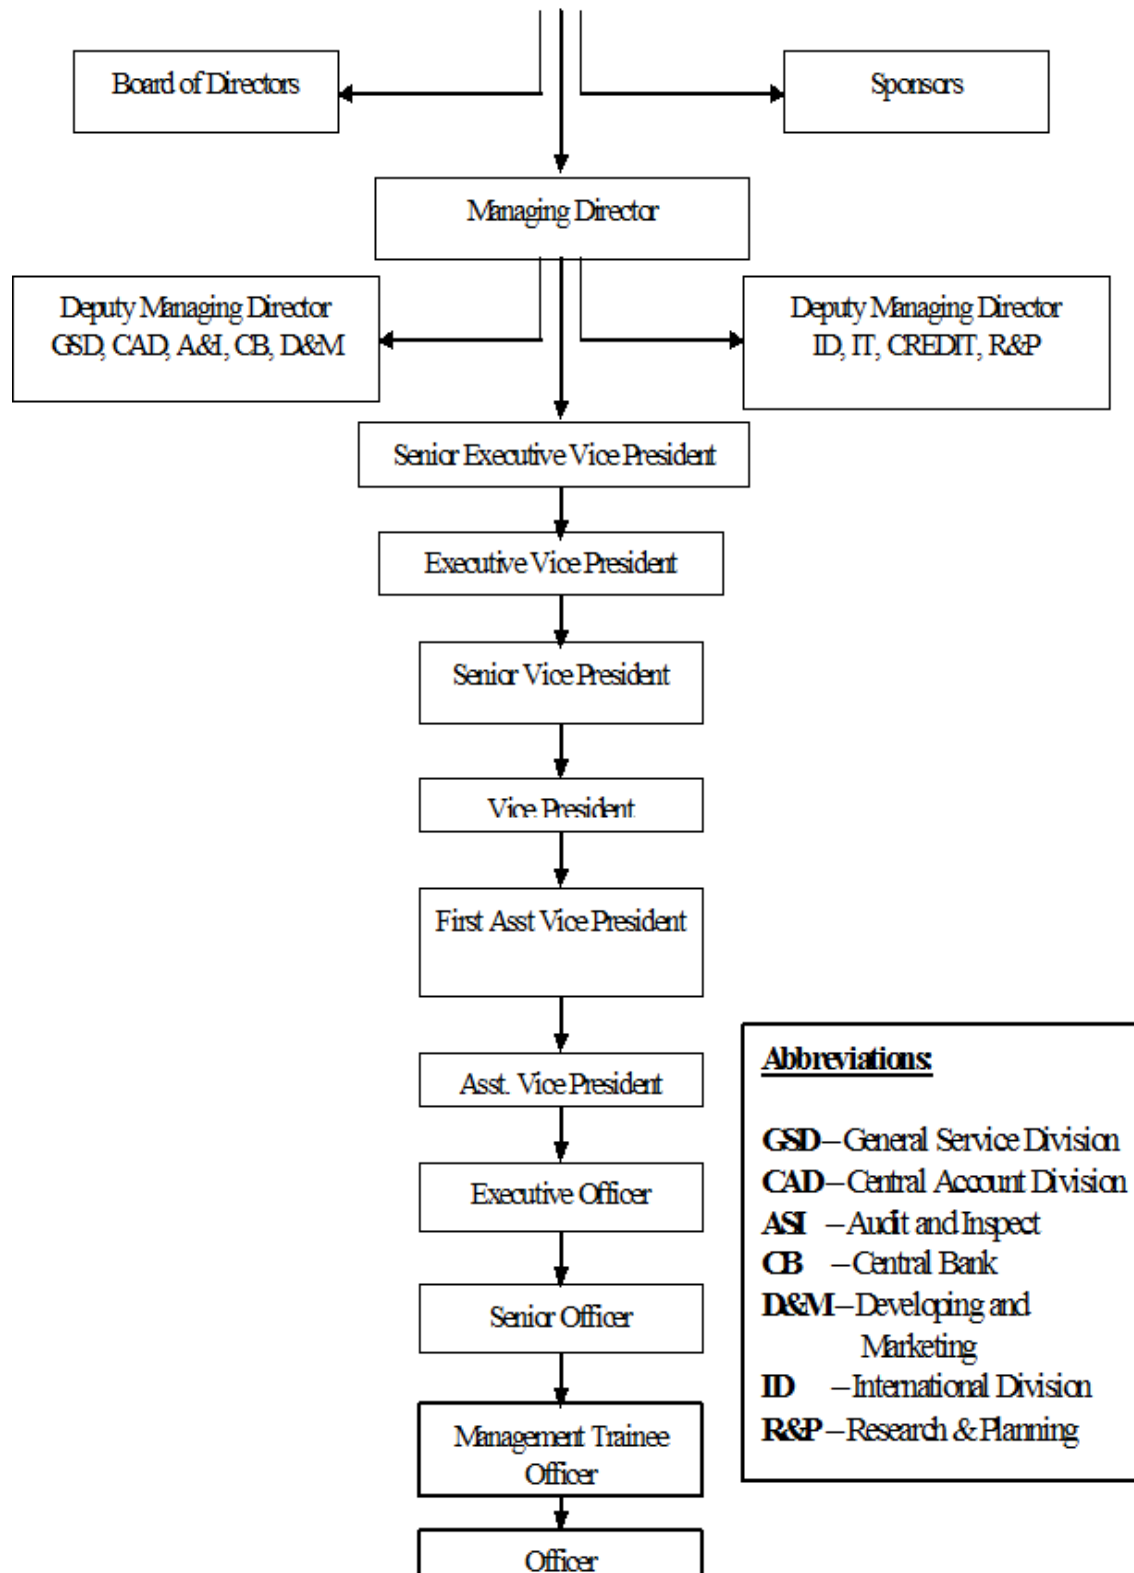 Board of Directors
Sponsors
Managing Director
Deputy Managing Director
GSD, CAD, A&I, CB, D&M
Deputy Managing Director
ID, IT, CREDIT, R&P
Senior Executive Vice President
Executive Vice President
Senior Vice President
Vice President
First Asst Vice President
Asst. Vice President
Executive Officer
Senior Officer
Management Trainee
Officer
Officer
Abbreviations:
GSD – General Service Division
CAD – Central Account Division
ASI – Audit and Inspect
CB – Central Bank
D&M – Developing and
Marketing
ID – International Division
R&P – Research & Planning